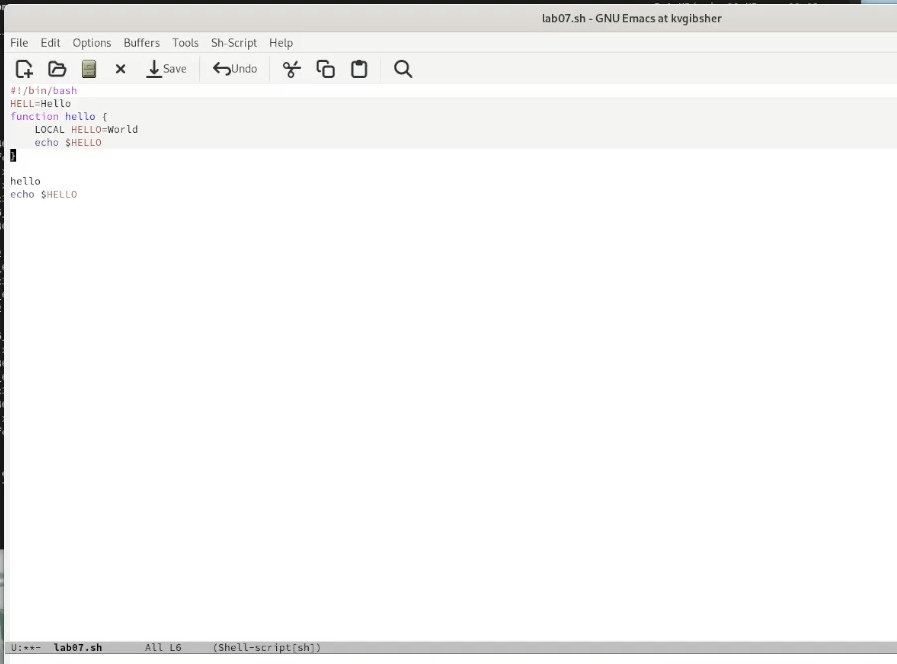 lab07.sh - GNU Emacs at kvgibsher
File Edit Options Buffers Tools Sh-Script Help
Save Undo
#!/bin/bash
HELL=Hello
function hello {
    LOCAL HELLO=World
    echo $HELLO
}
hello
echo $HELLO
U:**- lab07.sh All L6 (Shell-script[sh])